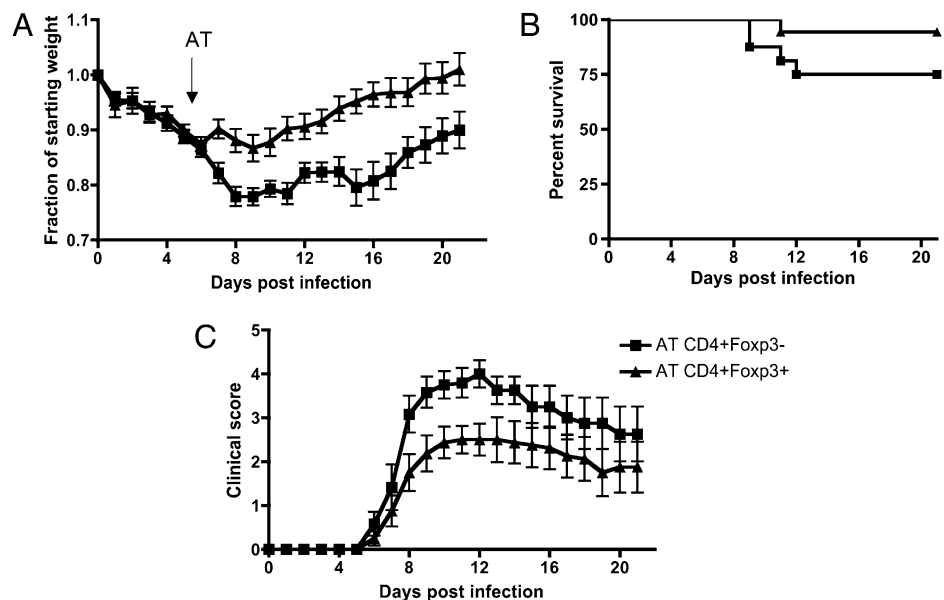 A
Fraction of starting weight
1.1
1.0
0.9
0.8
0.7
AT
0 4 8 12 16 20
Days post infection
B
Percent survival
100
75
50
25
0
0 4 8 12 16 20
Days post infection
C
Clinical score
5
4
3
2
1
0
0 4 8 12 16 20
Days post infection
AT CD4+Foxp3-
AT CD4+Foxp3+